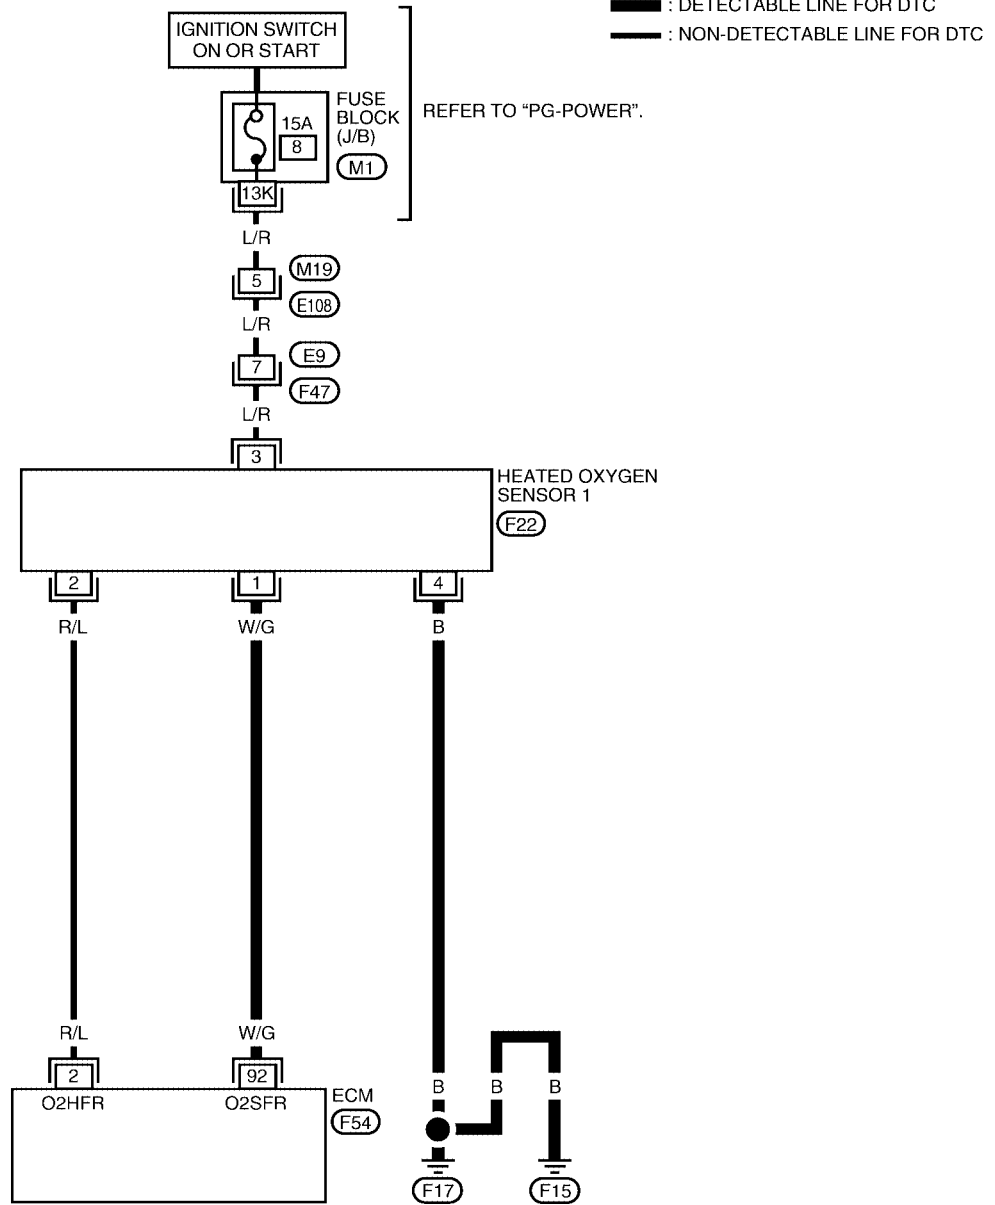 : DETECTABLE LINE FOR DTC
: NON-DETECTABLE LINE FOR DTC
IGNITION SWITCH
ON OR START
FUSE
BLOCK
(J/B)
15A
8
M1
REFER TO “PG-POWER”.
13K
L/R
5
M19
E108
L/R
7
E9
F47
L/R
3
HEATED OXYGEN
SENSOR 1
F22
2
1
4
R/L
W/G
B
R/L
W/G
2
92
B
B
B
O2HFR
O2SFR
ECM
F54
F17
F15